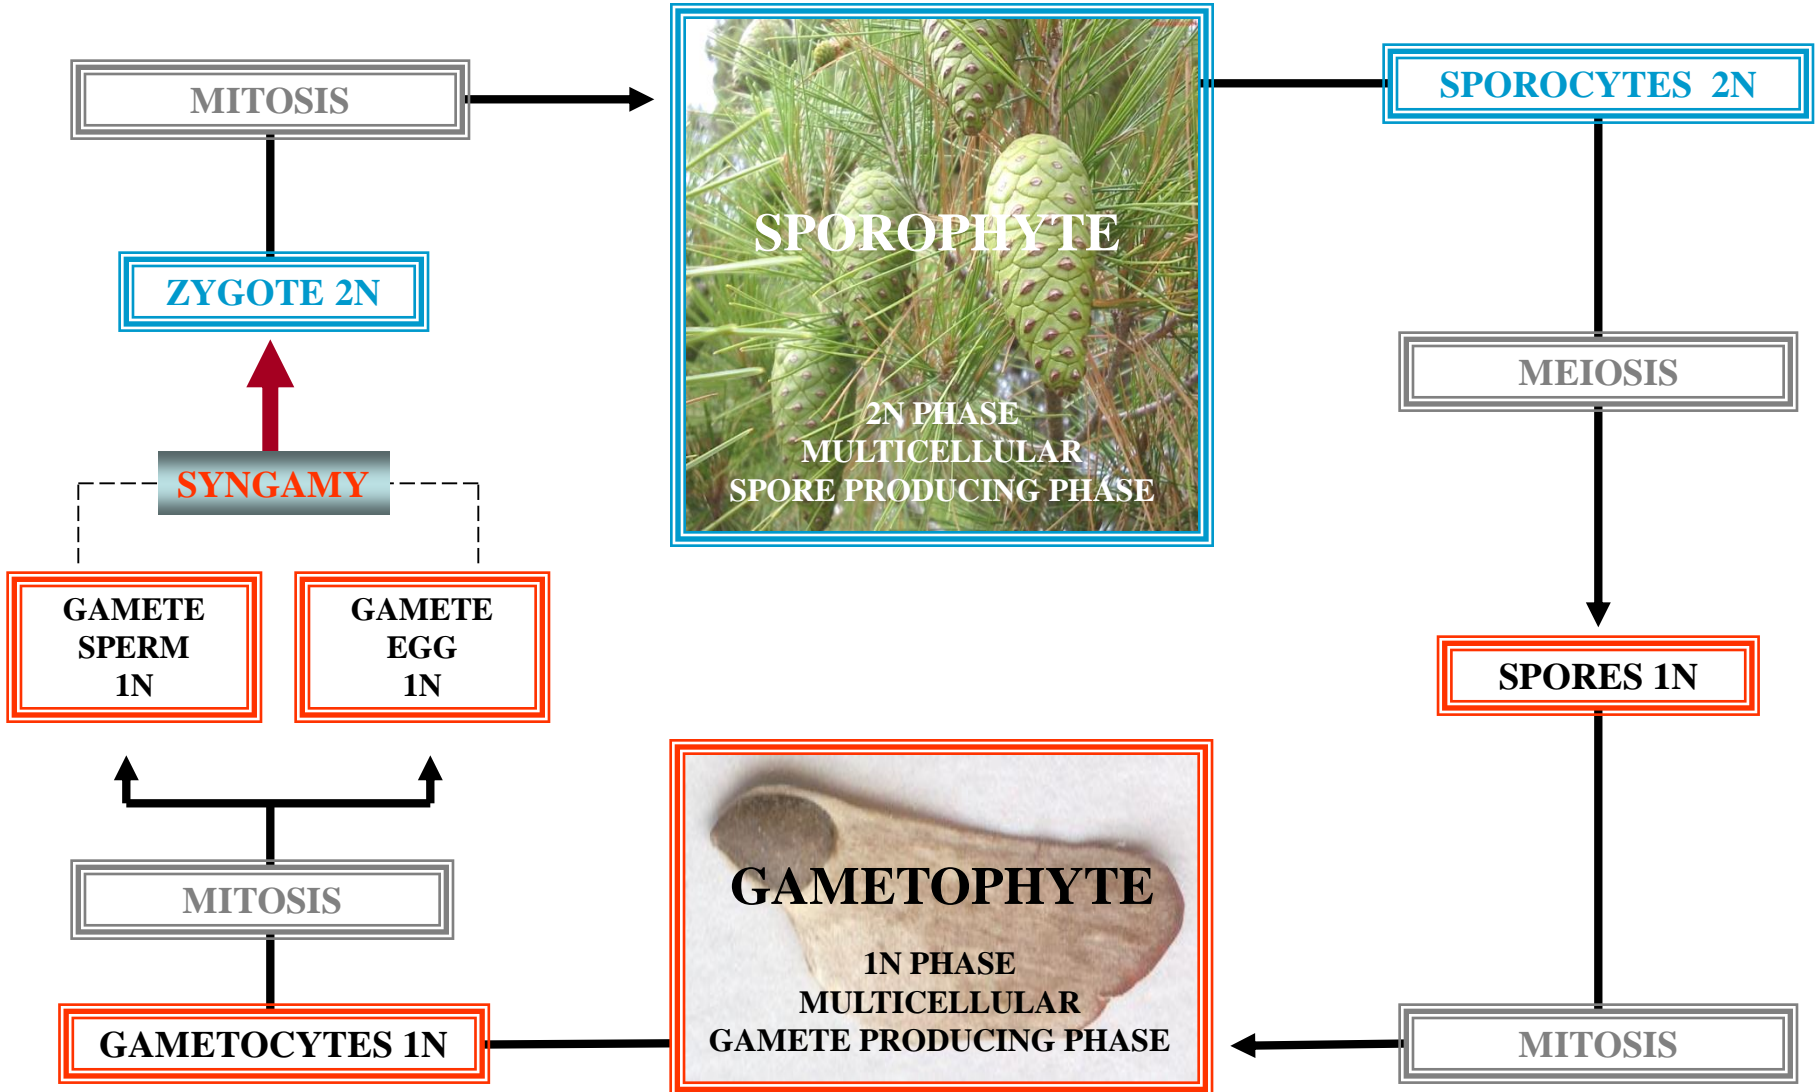 MITOSIS
SPOROCYTES 2N
SPOROPHYTE
2N PHASE
MULTICELLULAR
SPORE PRODUCING PHASE
ZYGOTE 2N
MEIOSIS
SYNGAMY
GAMETE
SPERM
1N
GAMETE
EGG
1N
SPORES 1N
MITOSIS
GAMETOCYTES 1N
GAMETOPHYTE
1N PHASE
MULTICELLULAR
GAMETE PRODUCING PHASE
MITOSIS